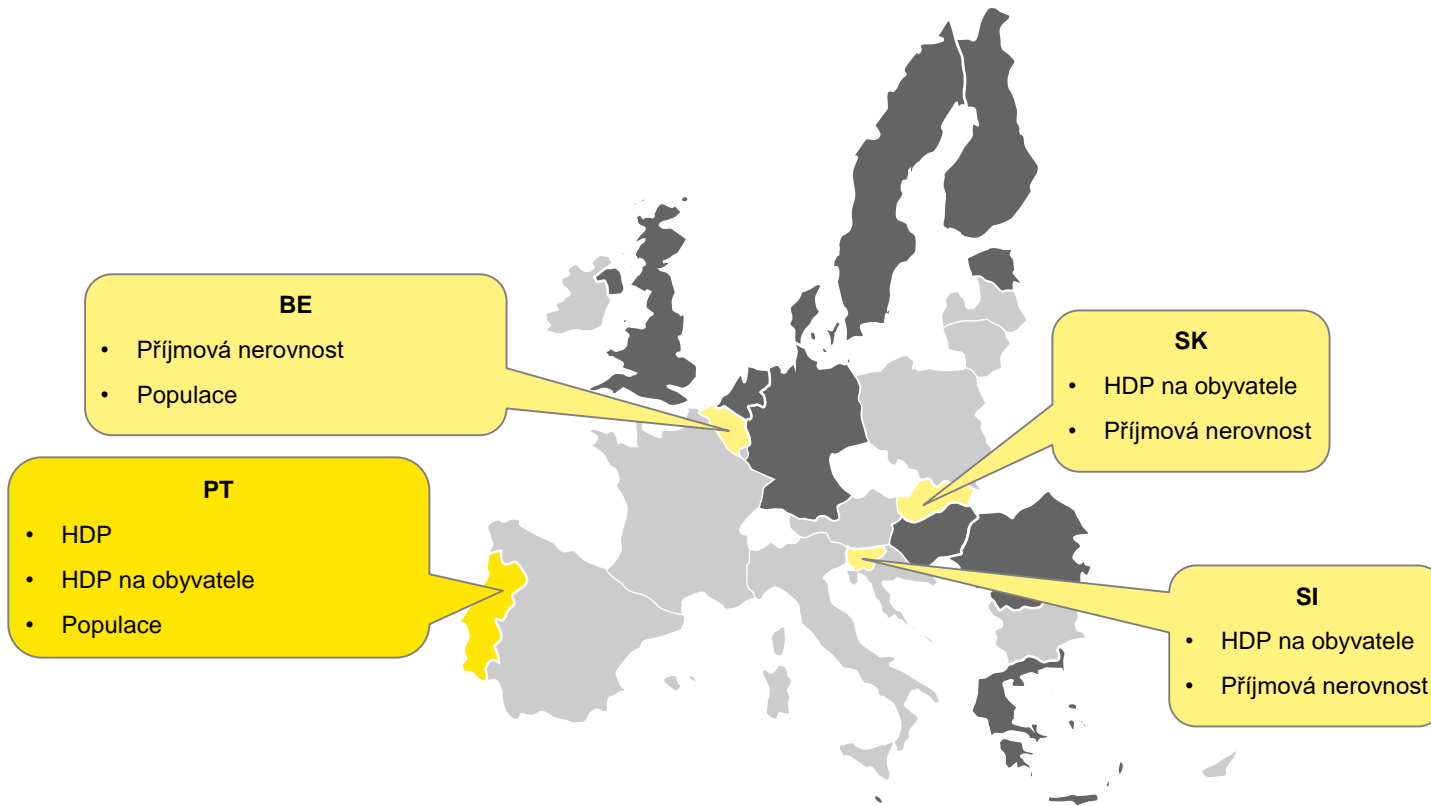 BE
• Příjmová nerovnost
• Populace
PT
• HDP
• HDP na obyvatele
• Populace
SK
• HDP na obyvatele
• Příjmová nerovnost
SI
• HDP na obyvatele
• Příjmová nerovnost